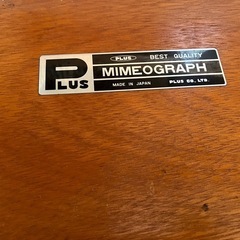 PLUS
PLUS BEST QUALITY
MIMEOGRAPH
MADE IN JAPAN PLUS CO., LTD.